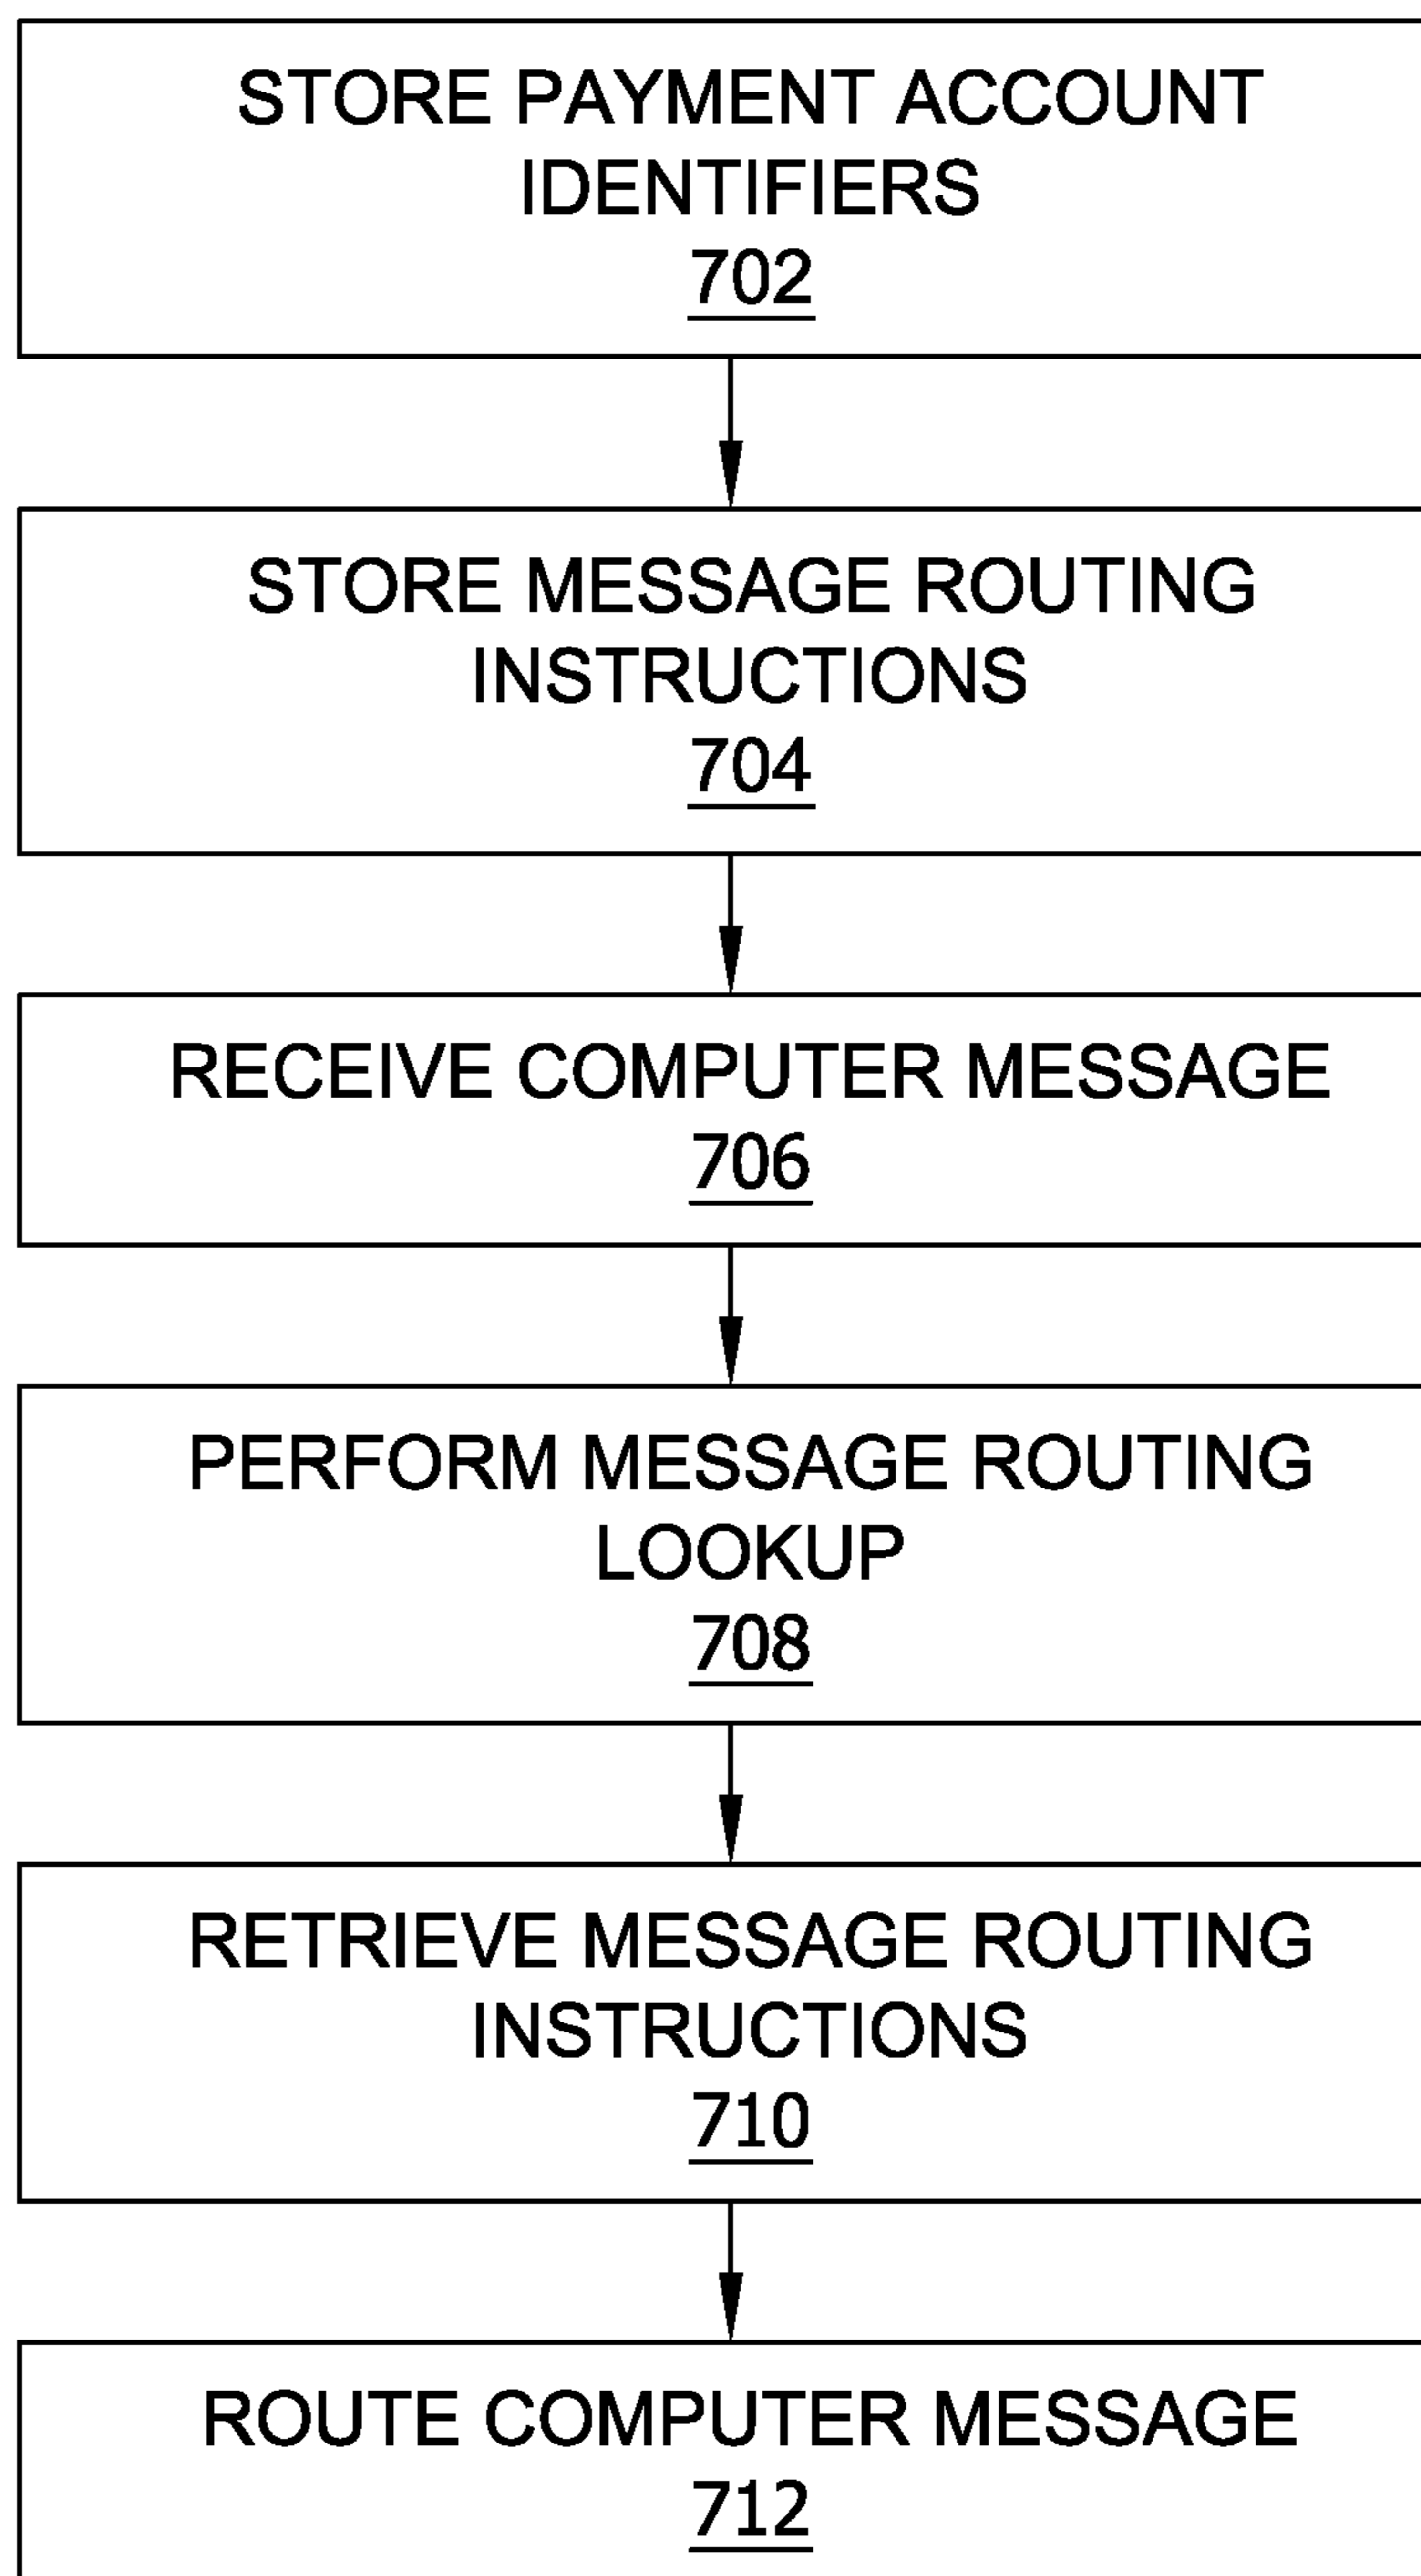 STORE PAYMENT ACCOUNT
IDENTIFIERS
702
STORE MESSAGE ROUTING
INSTRUCTIONS
704
RECEIVE COMPUTER MESSAGE
706
PERFORM MESSAGE ROUTING
LOOKUP
708
RETRIEVE MESSAGE ROUTING
INSTRUCTIONS
710
ROUTE COMPUTER MESSAGE
712